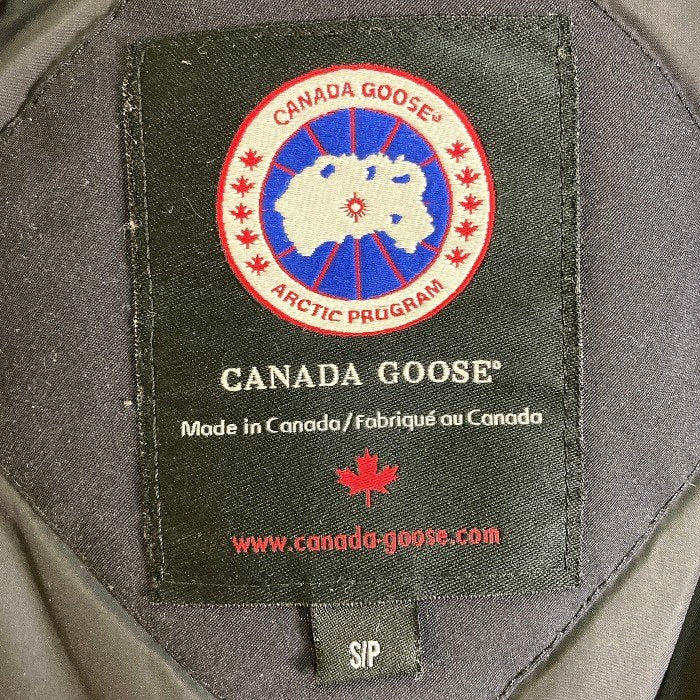 CANADA GOOSE®
ARCTIC PROGRAM
CANADA GOOSE®
Made in Canada/Fabriqué au Canada
www.canada-goose.com
S/P